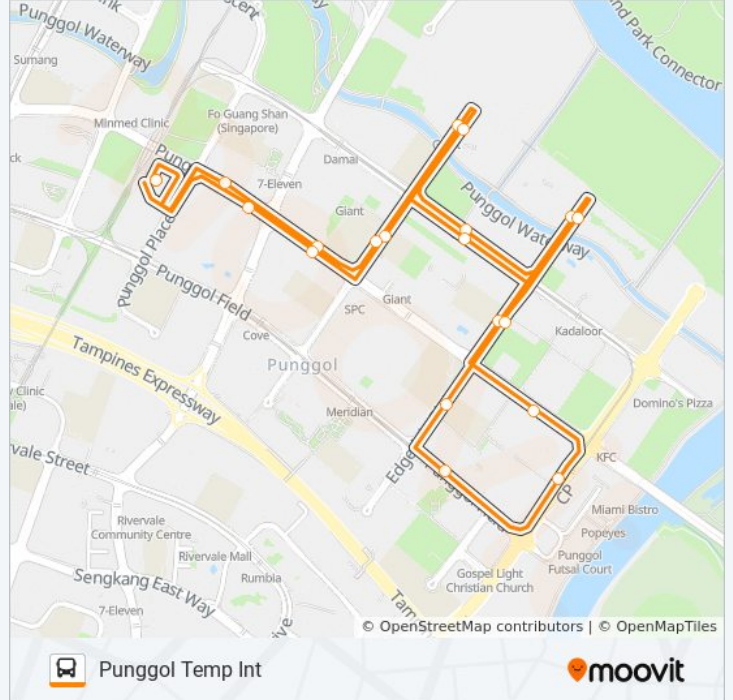 Punggol Waterway
Sumang
Minmed Clinic
Fo Guang Shan
(Singapore)
Park Connector
Damai
7-Eleven
Giant
Punggol Waterway
Punggol Place
Punggol Field
Giant
SPC
Cove
Punggol
Kadaloor
Tampines Expressway
Meridian
Domino's Pizza
KFC
CP
Rivervale
Community Centre
Miami Bistro
Popeyes
Punggol
Futsal Court
Rivervale Mall
Rumbia
Sengkang East Way
Gospel Light
Christian Church
7-Eleven
© OpenStreetMap contributors | © OpenMapTiles
Punggol Temp Int
moovit